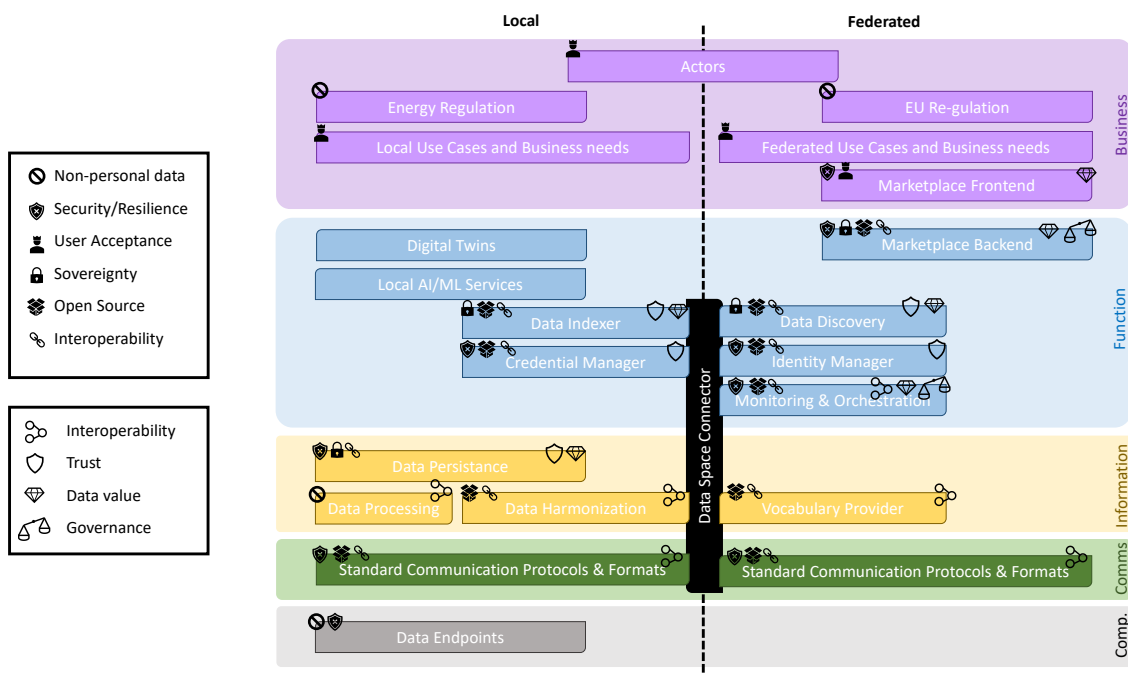 Local
Federated
Actors
Energy Regulation
EU Re-gulation
Local Use Cases and Business needs
Federated Use Cases and Business needs
Marketplace Frontend
Business
Non-personal data
Security/Resilience
User Acceptance
Sovereignty
Open Source
Interoperability
Digital Twins
Marketplace Backend
Local AI/ML Services
Data Indexer
Data Discovery
Credential Manager
Identity Manager
Monitoring & Orchestration
Function
Data Space Connector
Interoperability
Trust
Data value
Governance
Data Persistance
Data Processing
Data Harmonization
Vocabulary Provider
Information
Standard Communication Protocols & Formats
Standard Communication Protocols & Formats
Comms
Data Endpoints
Comp.